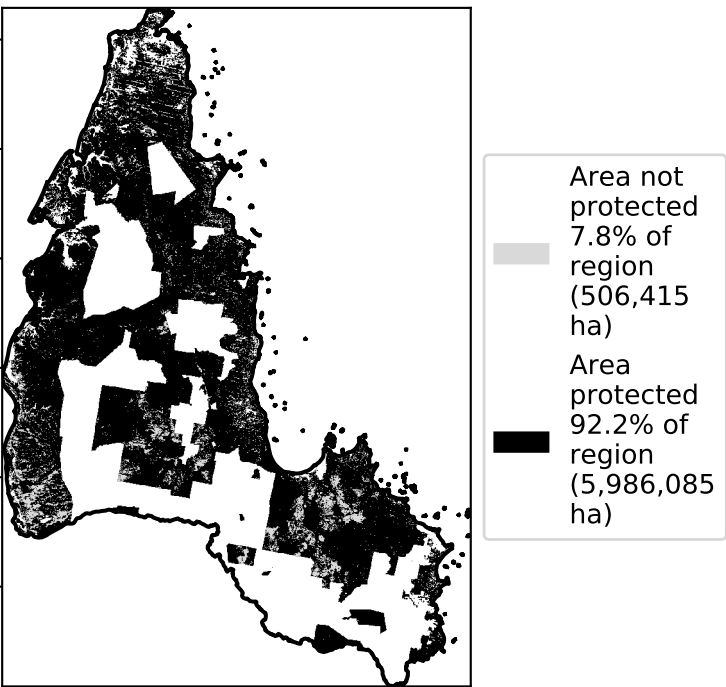 Area not
protected
7.8% of
region
(506,415
ha)
Area
protected
92.2% of
region
(5,986,085
ha)